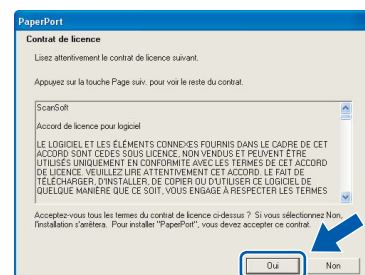 PaperPort
Contrat de licence
Lisez attentivement le contrat de licence suivant.
Appuyez sur la touche Page suiv. pour voir le reste du contrat.
ScanSoft
Accord de licence pour logiciel
LE LOGICIEL ET LES ÉLÉMENTS CONNEXES FOURNIS DANS LE CADRE DE CET
ACCORD SONT CEDES SOUS LICENCE, NON VENDUS ET PEUVENT ÊTRE
UTILISÉS UNIQUEMENT EN CONFORMITE AVEC LES TERMES DE CET ACCORD
DE LICENCE. VEUILLEZ LIRE ATTENTIVEMENT CET ACCORD. LE FAIT DE
TÉLÉCHARGER, D'INSTALLER, DE COPIER OU D'UTILISER CE LOGICIEL DE
QUELQUE MANIÈRE QUE CE SOIT, VOUS ENGAGE À RESPECTER LES TERMES
Acceptez-vous tous les termes du contrat de licence ci-dessus ? Si vous sélectionnez Non,
l'installation s'arrêtera. Pour installer "PaperPort", vous devez accepter ce contrat.
Oui
Non